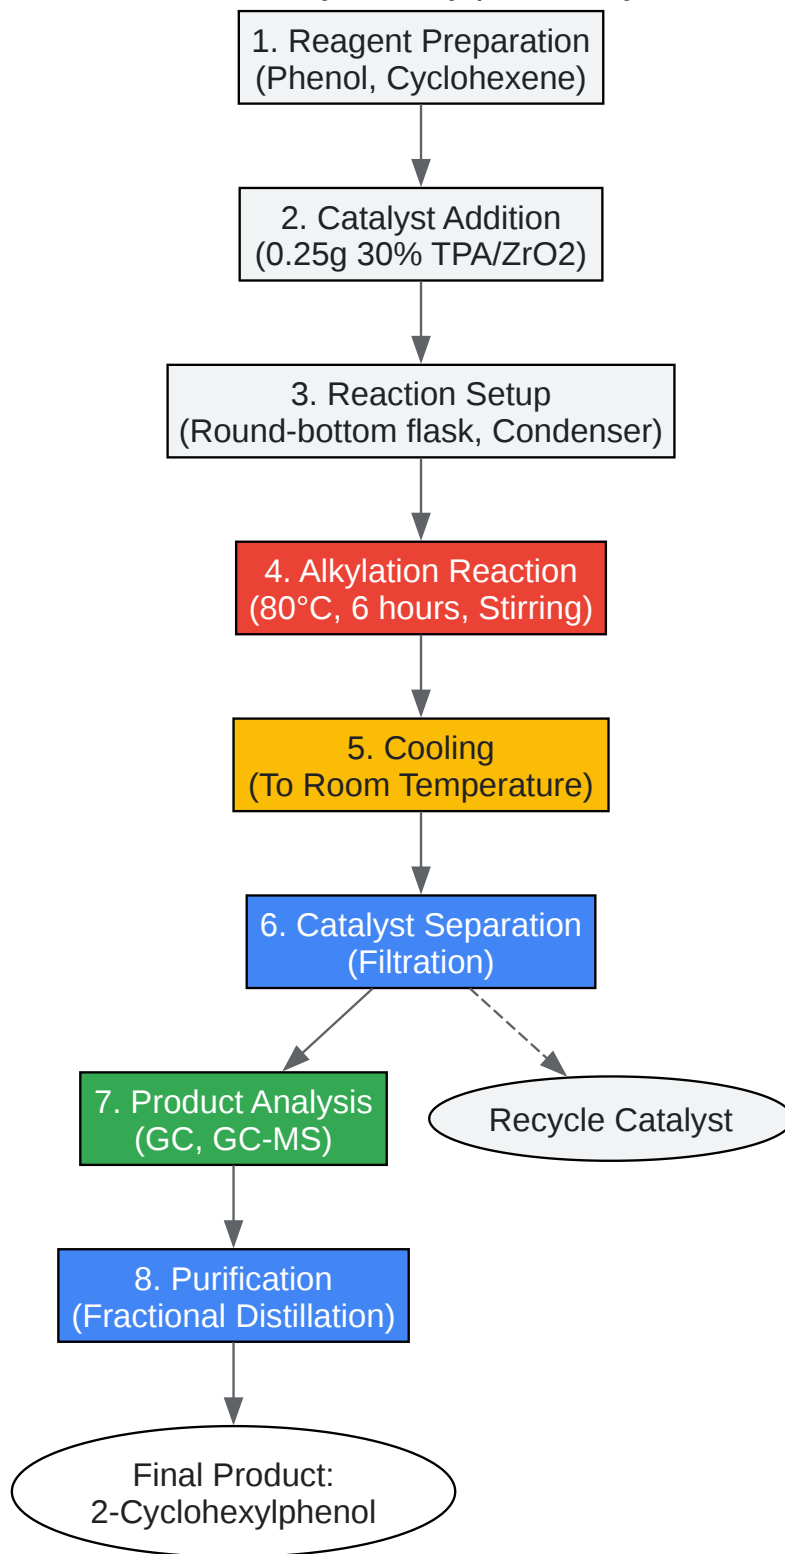 1. Reagent Preparation
(Phenol, Cyclohexene)
2. Catalyst Addition
(0.25g 30% TPA/ZrO2)
3. Reaction Setup
(Round-bottom flask, Condenser)
4. Alkylation Reaction
(80°C, 6 hours, Stirring)
5. Cooling
(To Room Temperature)
6. Catalyst Separation
(Filtration)
7. Product Analysis
(GC, GC-MS)
Recycle Catalyst
8. Purification
(Fractional Distillation)
Final Product:
2-Cyclohexylphenol